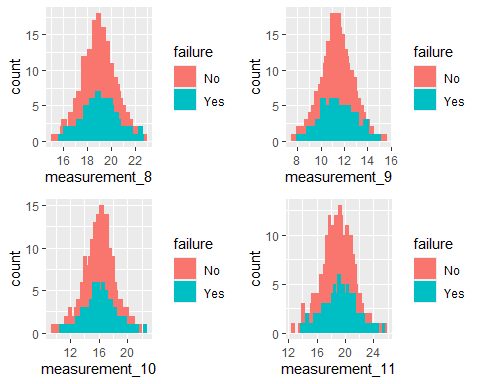 count
15
10
5
0
16 18 20 22
measurement_8
failure
No
Yes
count
15
10
5
0
8 10 12 14 16
measurement_9
failure
No
Yes
count
15
10
5
0
12 16 20
measurement_10
failure
No
Yes
count
10
5
0
12 16 20 24
measurement_11
failure
No
Yes